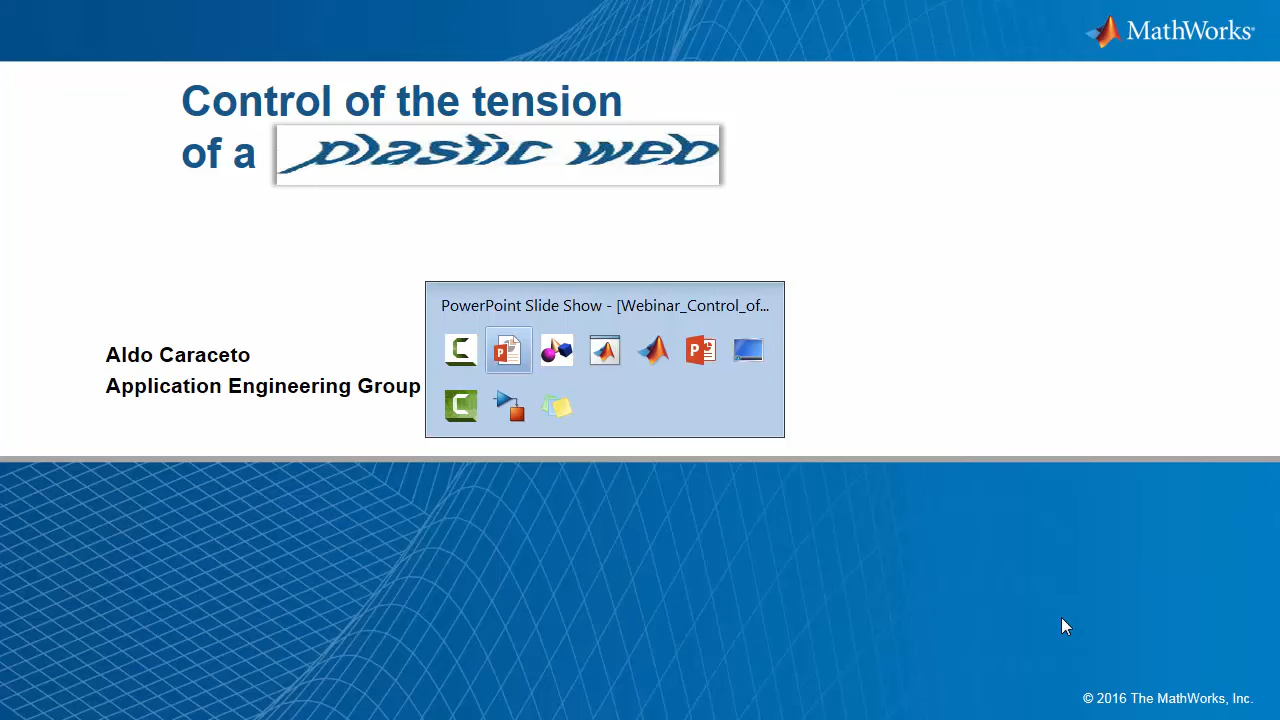 MathWorks®
Control of the tension
of a plastic web
PowerPoint Slide Show - [Webinar_Control_of...
Aldo Caraceto
Application Engineering Group
© 2016 The MathWorks, Inc.